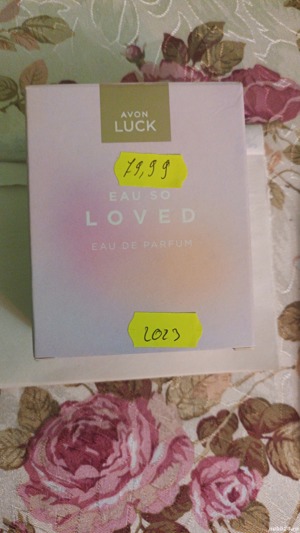 AVON
LUCK
79,99
EAU SO
LOVED
EAU DE PARFUM
2023